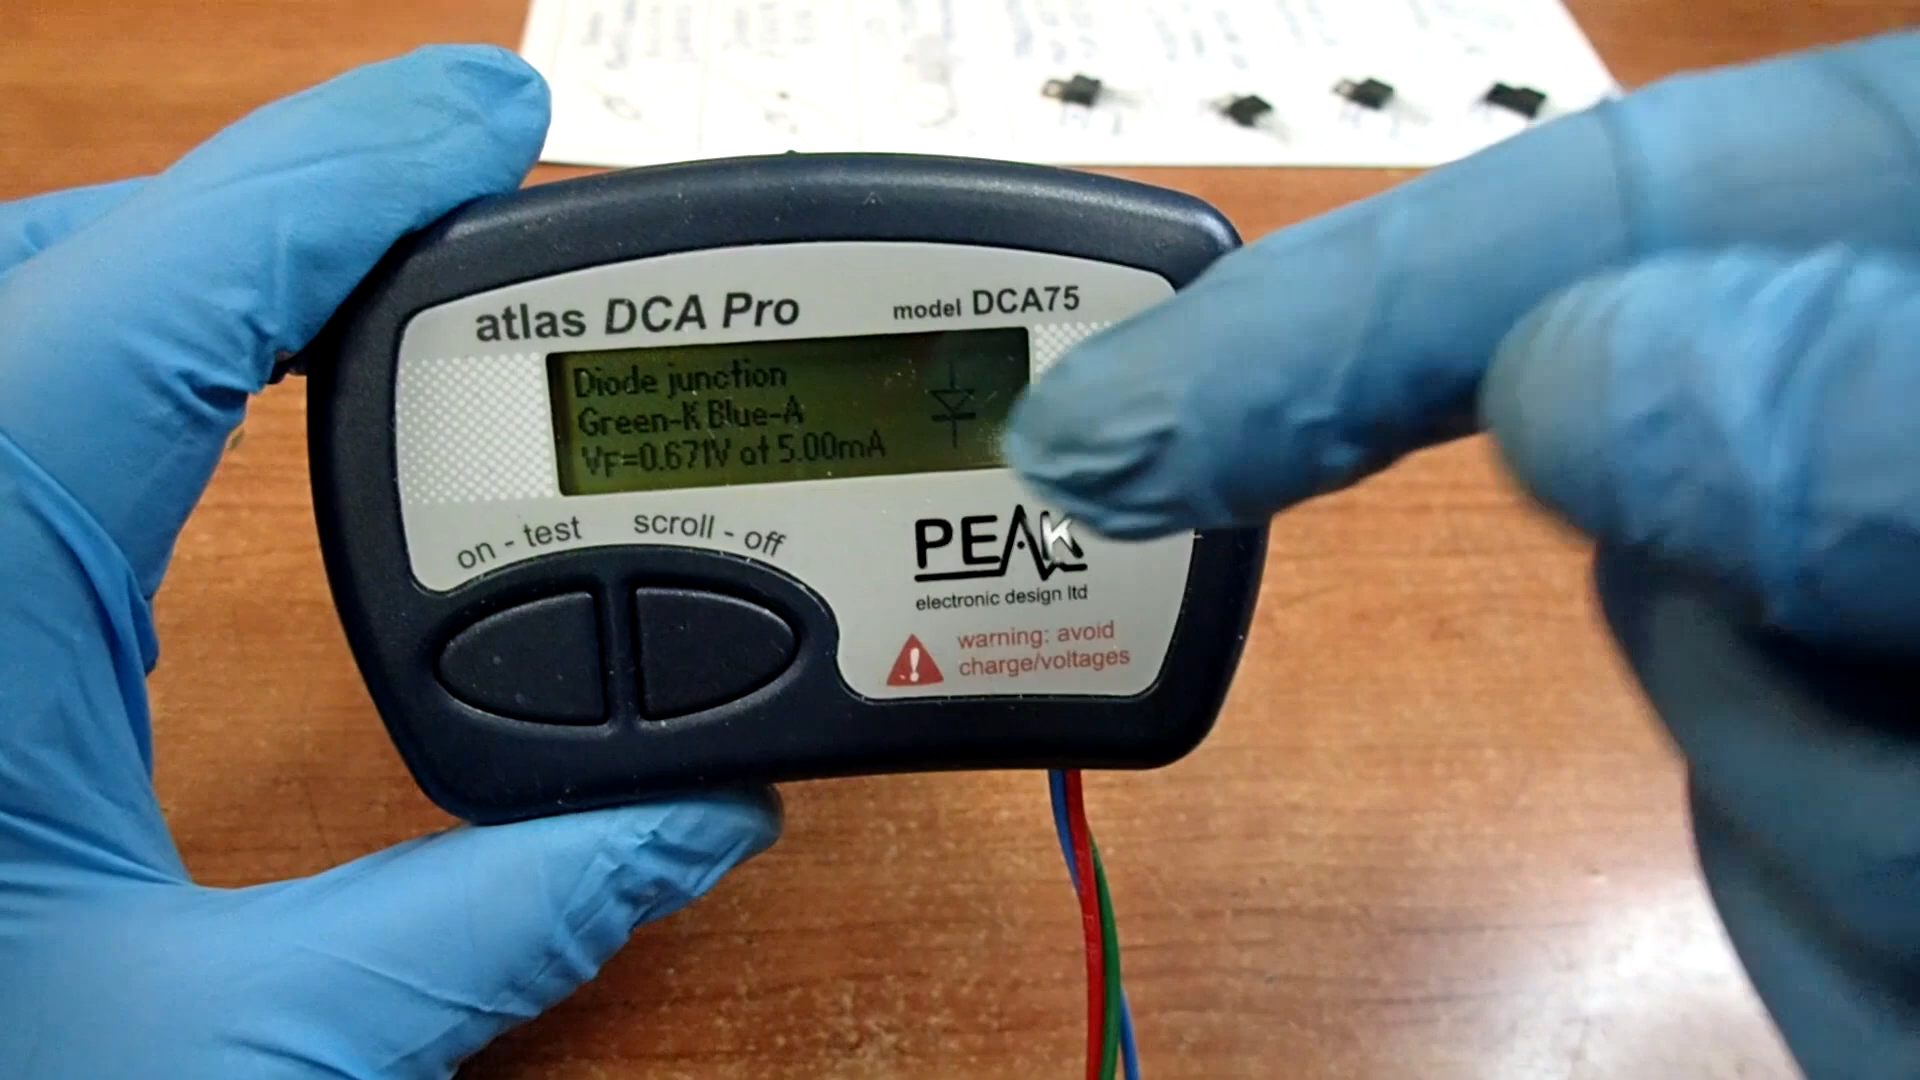 atlas DCA Pro
model DCA75
Diode junction
Green-K Blue-A
VF=0.671V at 5.00mA
on - test
scroll - off
PEAK
electronic design ltd
warning: avoid
charge/voltages